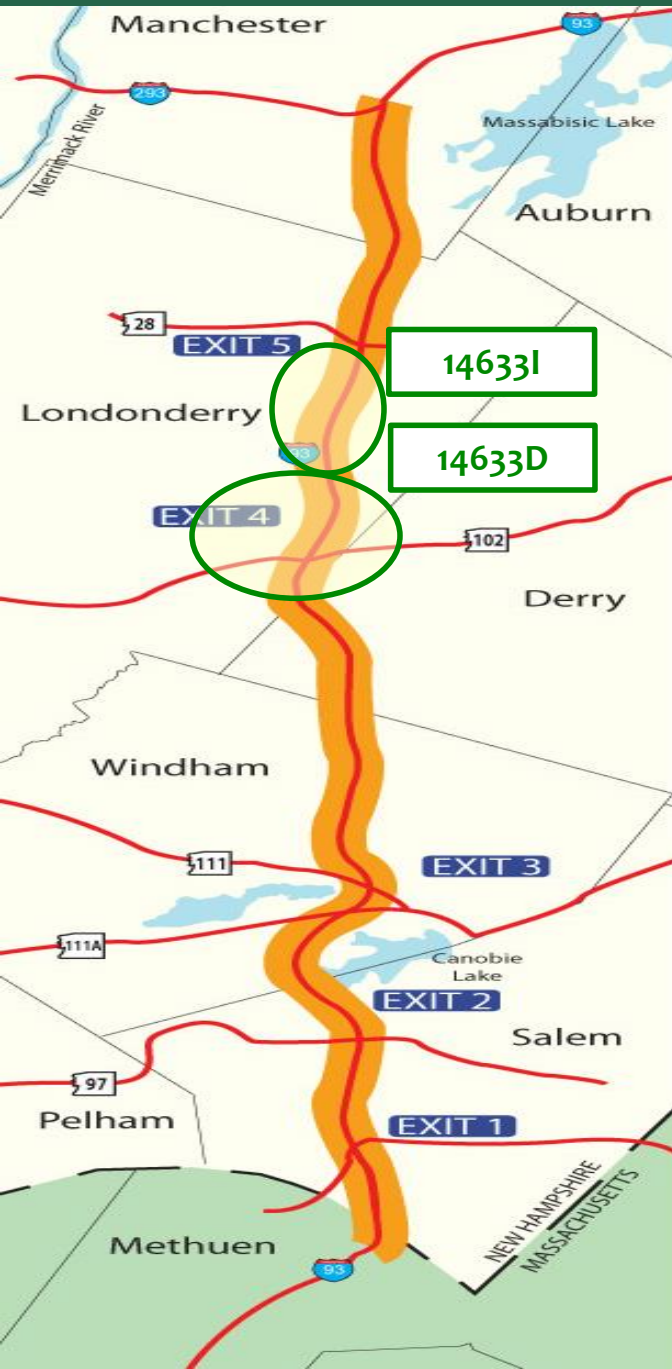 Manchester
93
293
Massabisic Lake
Merrimack River
Auburn
28
EXIT 5
14633I
Londonderry
93
14633D
EXIT 4
102
Derry
Windham
111
EXIT 3
111A
Canobie
Lake
EXIT 2
Salem
97
Pelham
EXIT 1
NEW HAMPSHIRE
MASSACHUSETTS
Methuen
93